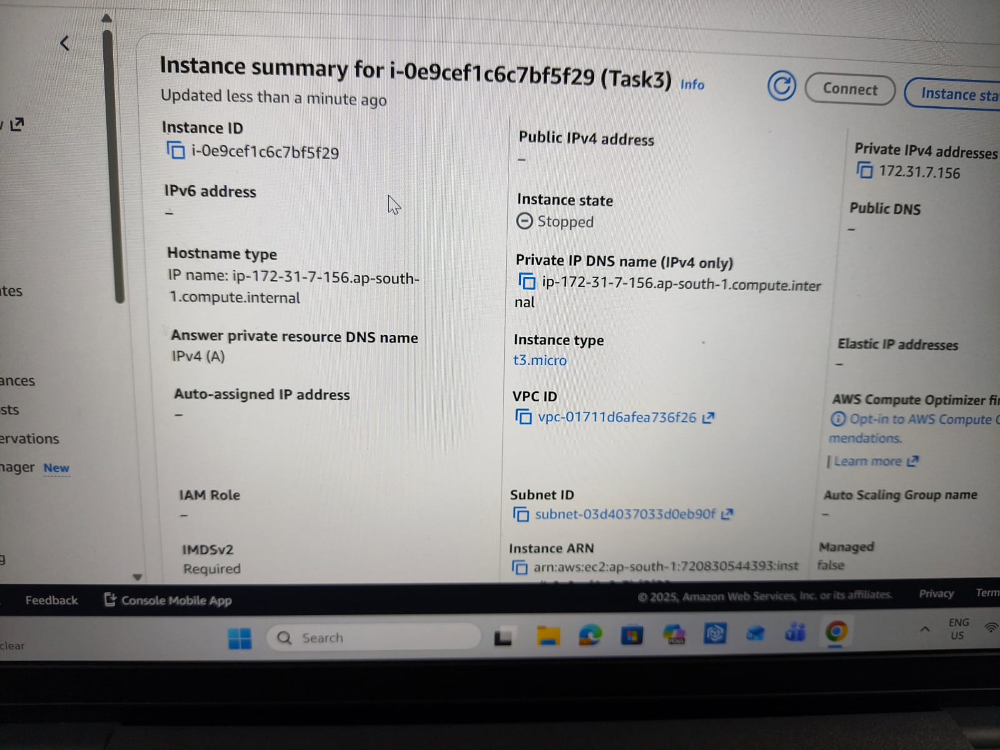 Instance summary for i-0e9cef1c6c7bf5f29 (Task3) Info
Connect
Instance
Updated less than a minute ago
Instance ID
i-0e9cef1c6c7bf5f29
Public IPv4 address
–
Private IPv4 addresses
172.31.7.156
IPv6 address
–
Instance state
Stopped
Public DNS
–
Hostname type
IP name: ip-172-31-7-156.ap-south-
1.compute.internal
Private IP DNS name (IPv4 only)
ip-172-31-7-156.ap-south-1.compute.inter
nal
Answer private resource DNS name
IPv4 (A)
Instance type
t3.micro
Elastic IP addresses
–
Auto-assigned IP address
–
VPC ID
vpc-01711d6afea736f26
AWS Compute Optimizer
Opt-in to AWS Compute
mendations.
| Learn more
IAM Role
–
Subnet ID
subnet-03d4037033d0eb90f
Auto Scaling Group name
–
IMDSv2
Required
Instance ARN
arn:aws:ec2:ap-south-1:720830544393:inst
Managed
false
tes
ances
sts
ervations
nager New
g
Feedback
Console Mobile App
© 2025, Amazon Web Services, Inc. or its affiliates.
Privacy
Term
clear
Search
ENG
US